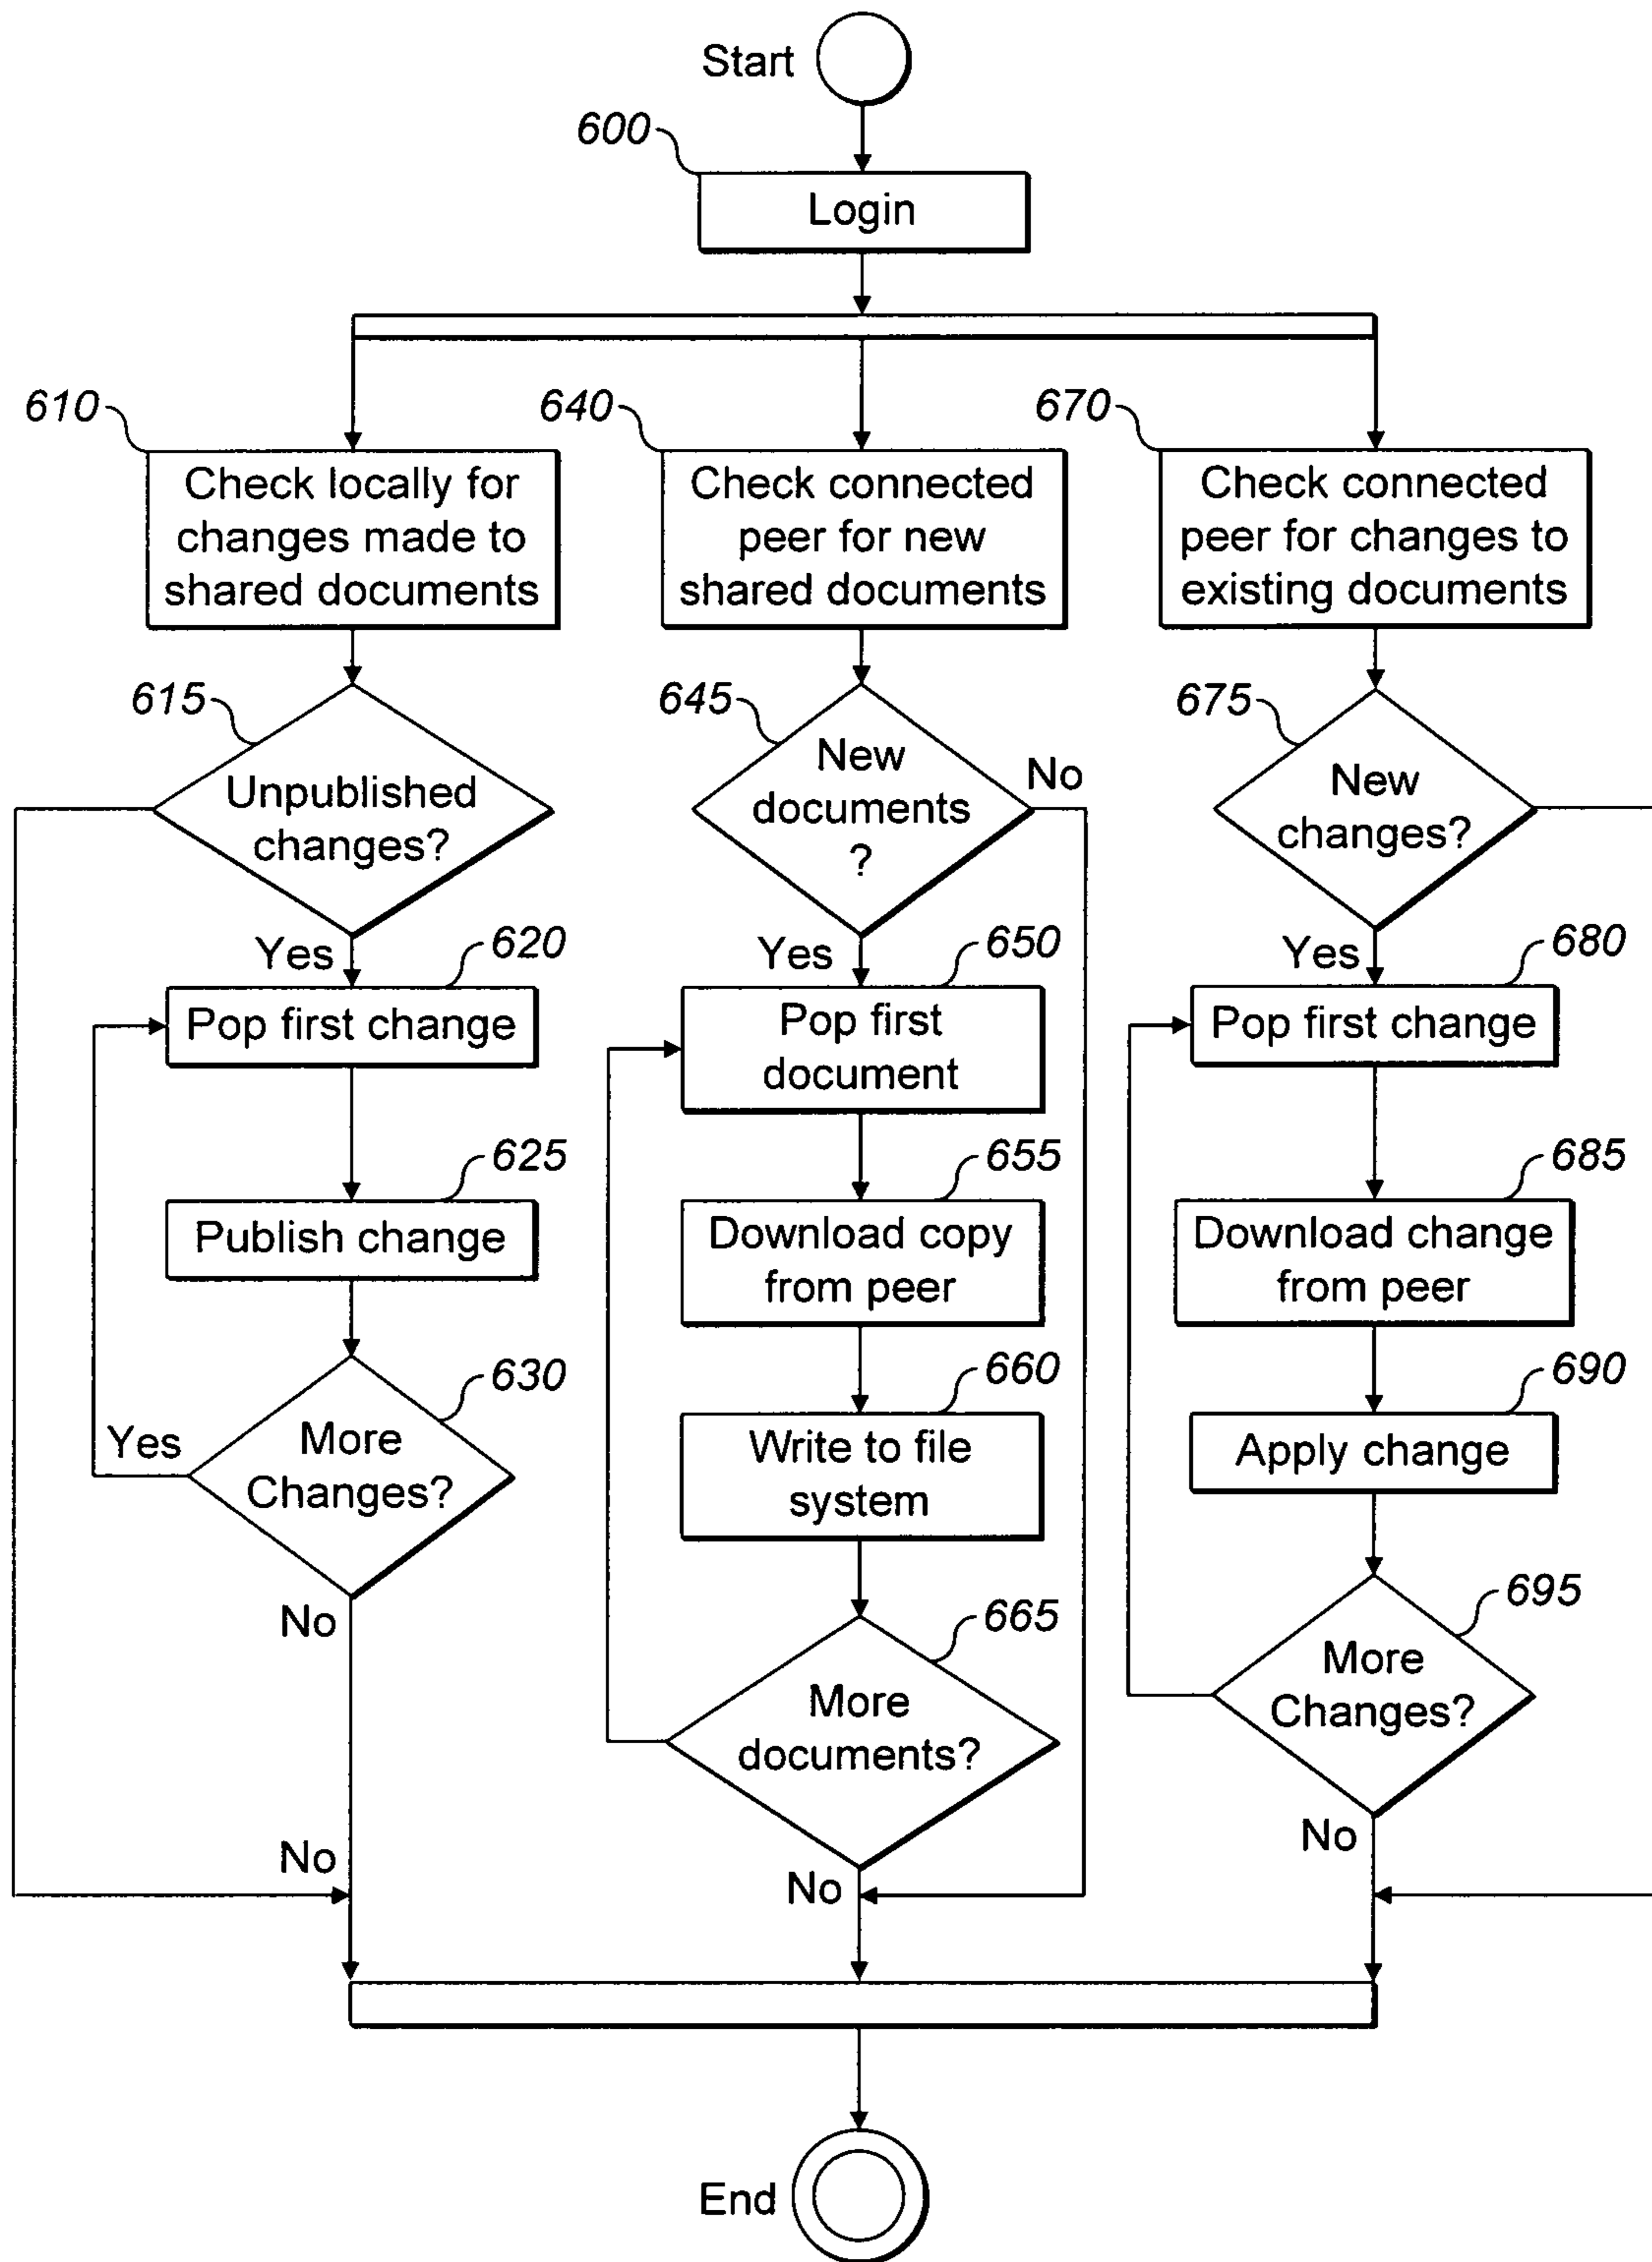 Start
600
Login
610
640
670
Check locally for
changes made to
shared documents
Check connected
peer for new
shared documents
Check connected
peer for changes to
existing documents
615
645
675
Unpublished
changes?
New
documents
?
No
New
changes?
Yes
620
Yes
650
Yes
680
Pop first change
Pop first
document
Pop first change
625
655
685
Publish change
Download copy
from peer
Download change
from peer
630
660
690
Yes
More
Changes?
Write to file
system
Apply change
No
665
695
More
documents?
More
Changes?
No
No
No
End